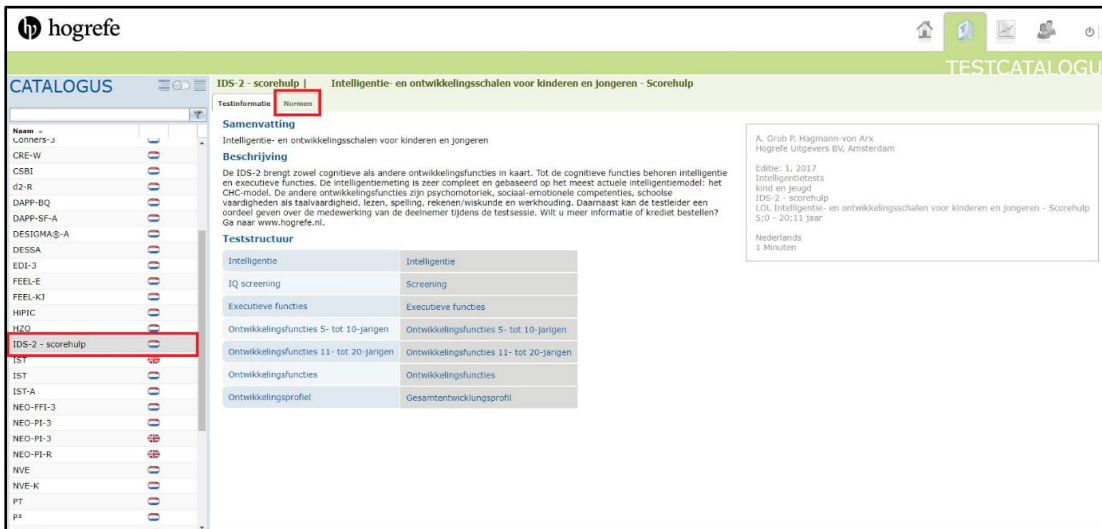 hogrefe
TESTCATALOGU
CATALOGUS
IDS-2 - scorehulp | Intelligentie- en ontwikkelingsschalen voor kinderen en jongeren - Scorehulp
Testinformatie Normen
Naam
Conners-3
CRE-W
CSBI
d2-R
DAPP-BQ
DAPP-SF-A
DESIGMA®-A
DESSA
EDI-3
FEEL-E
FEEL-KJ
HiPIC
HZO
IDS-2 - scorehulp
IST
IST
IST-A
NEO-FFI-3
NEO-PI-3
NEO-PI-3
NEO-PI-R
NVE
NVE-K
PT
P³
Samenvatting
Intelligentie- en ontwikkelingsschalen voor kinderen en jongeren
Beschrijving
De IDS-2 brengt zowel cognitieve als andere ontwikkelingsfuncties in kaart. Tot de cognitieve functies behoren intelligentie
en executieve functies. De intelligentiemeting is zeer compleet en gebaseerd op het meest actuele intelligentiemodel: het
CHC-model. De andere ontwikkelingsfuncties zijn psychomotoriek, sociaal-emotionele competenties, schoolse
vaardigheden als taalvaardigheid, lezen, spelling, rekenen/wiskunde en werkhouding. Daarnaast kan de testleider een
oordeel geven over de medewerking van de deelnemer tijdens de testsessie. Wilt u meer informatie of krediet bestellen?
Ga naar www.hogrefe.nl.
Teststructuur
Intelligentie Intelligentie
IQ screening Screening
Executieve functies Executieve functies
Ontwikkelingsfuncties 5- tot 10-jarigen Ontwikkelingsfuncties 5- tot 10-jarigen
Ontwikkelingsfuncties 11- tot 20-jarigen Ontwikkelingsfuncties 11- tot 20-jarigen
Ontwikkelingsfuncties Ontwikkelingsfuncties
Ontwikkelingsprofiel Gesamtentwicklungsprofil
A. Grob P. Hagmann-von Arx
Hogrefe Uitgevers BV, Amsterdam
Editie: 1, 2017
Intelligentietests
kind en jeugd
IDS-2 - scorehulp
LOL Intelligentie- en ontwikkelingsschalen voor kinderen en jongeren - Scorehulp
5;0 - 20;11 jaar
Nederlands
1 Minuten